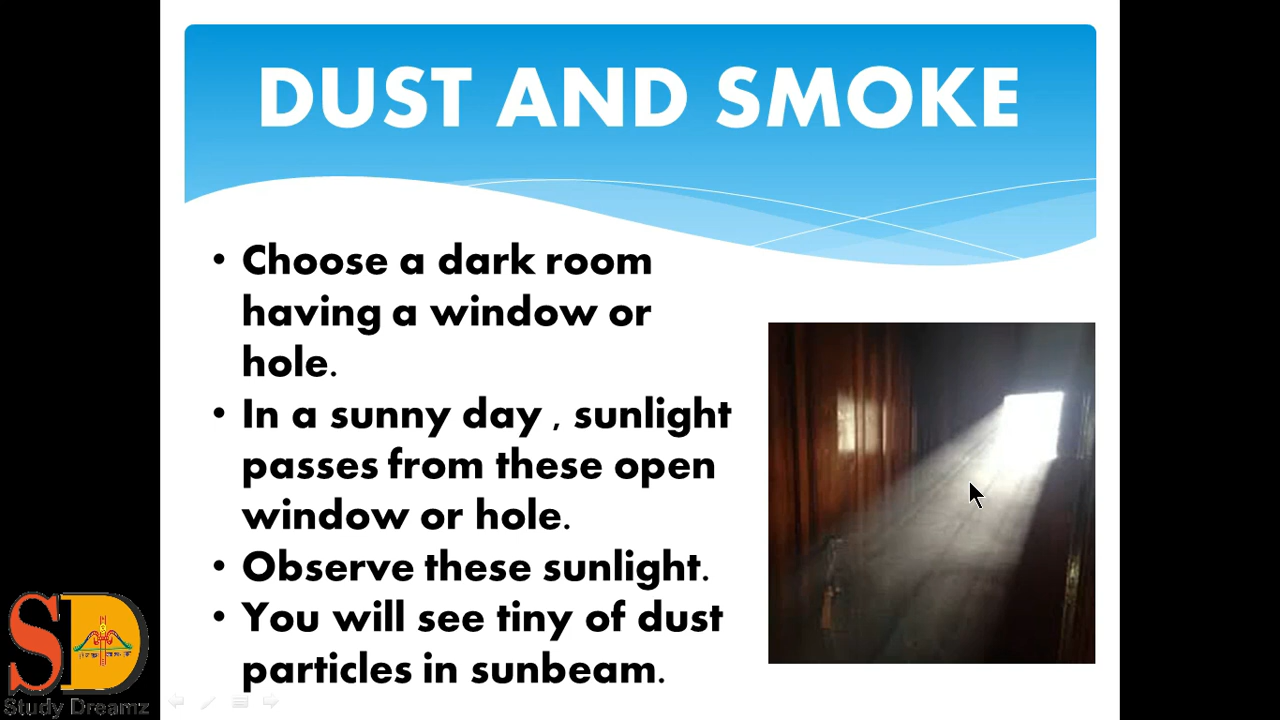 DUST AND SMOKE
• Choose a dark room
having a window or
hole.
• In a sunny day , sunlight
passes from these open
window or hole.
• Observe these sunlight.
• You will see tiny of dust
particles in sunbeam.
SD
Study Dreamz